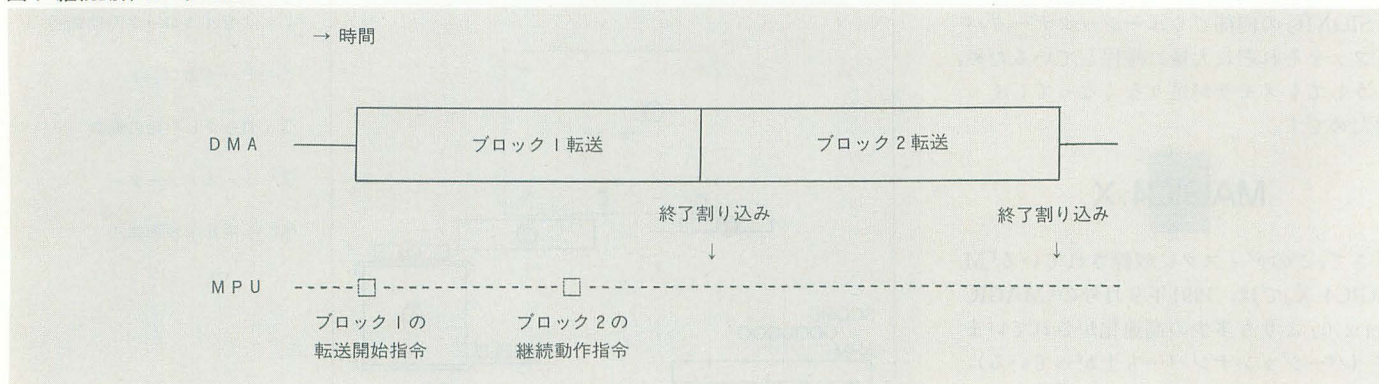 → 時間
DMA
ブロック1転送
ブロック2転送
終了割り込み
終了割り込み
↓
↓
MPU
ブロック1の
転送開始指令
ブロック2の
継続動作指令